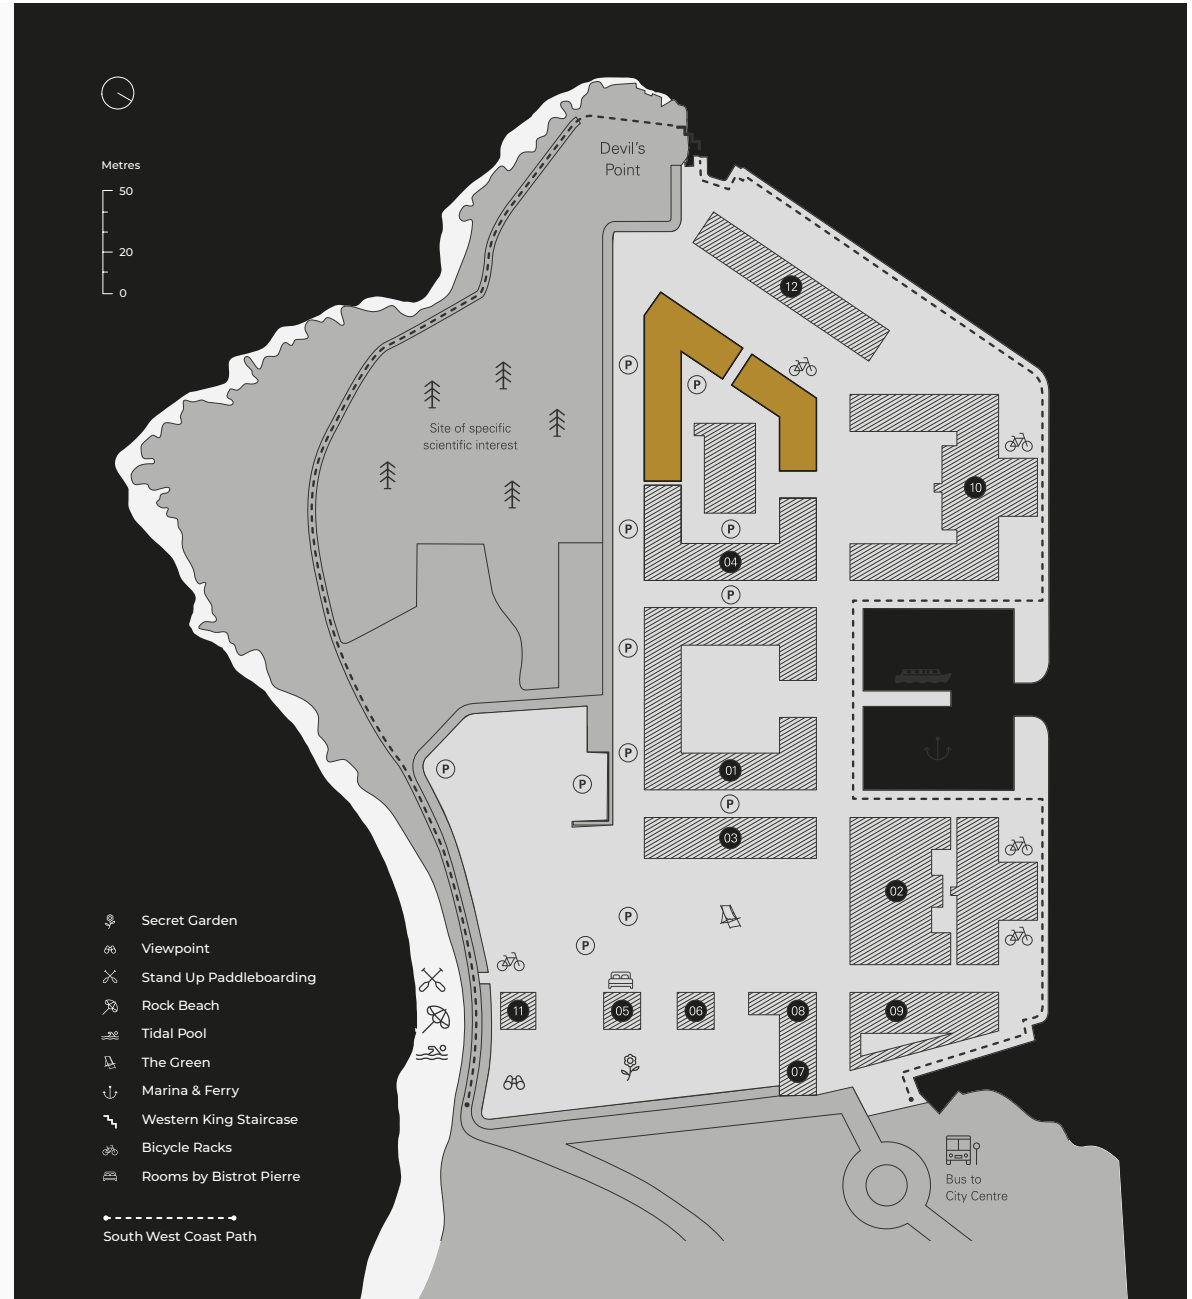 Metres
50
20
0
Devil's
Point
12
P
P
Site of specific
scientific interest
10
P
P
04
P
P
P
01
P
P
P
03
02
P
P
11
05
06
08
09
07
Secret Garden
Viewpoint
Stand Up Paddleboarding
Rock Beach
Tidal Pool
The Green
Marina & Ferry
Western King Staircase
Bicycle Racks
Rooms by Bistrot Pierre
South West Coast Path
Bus to
City Centre